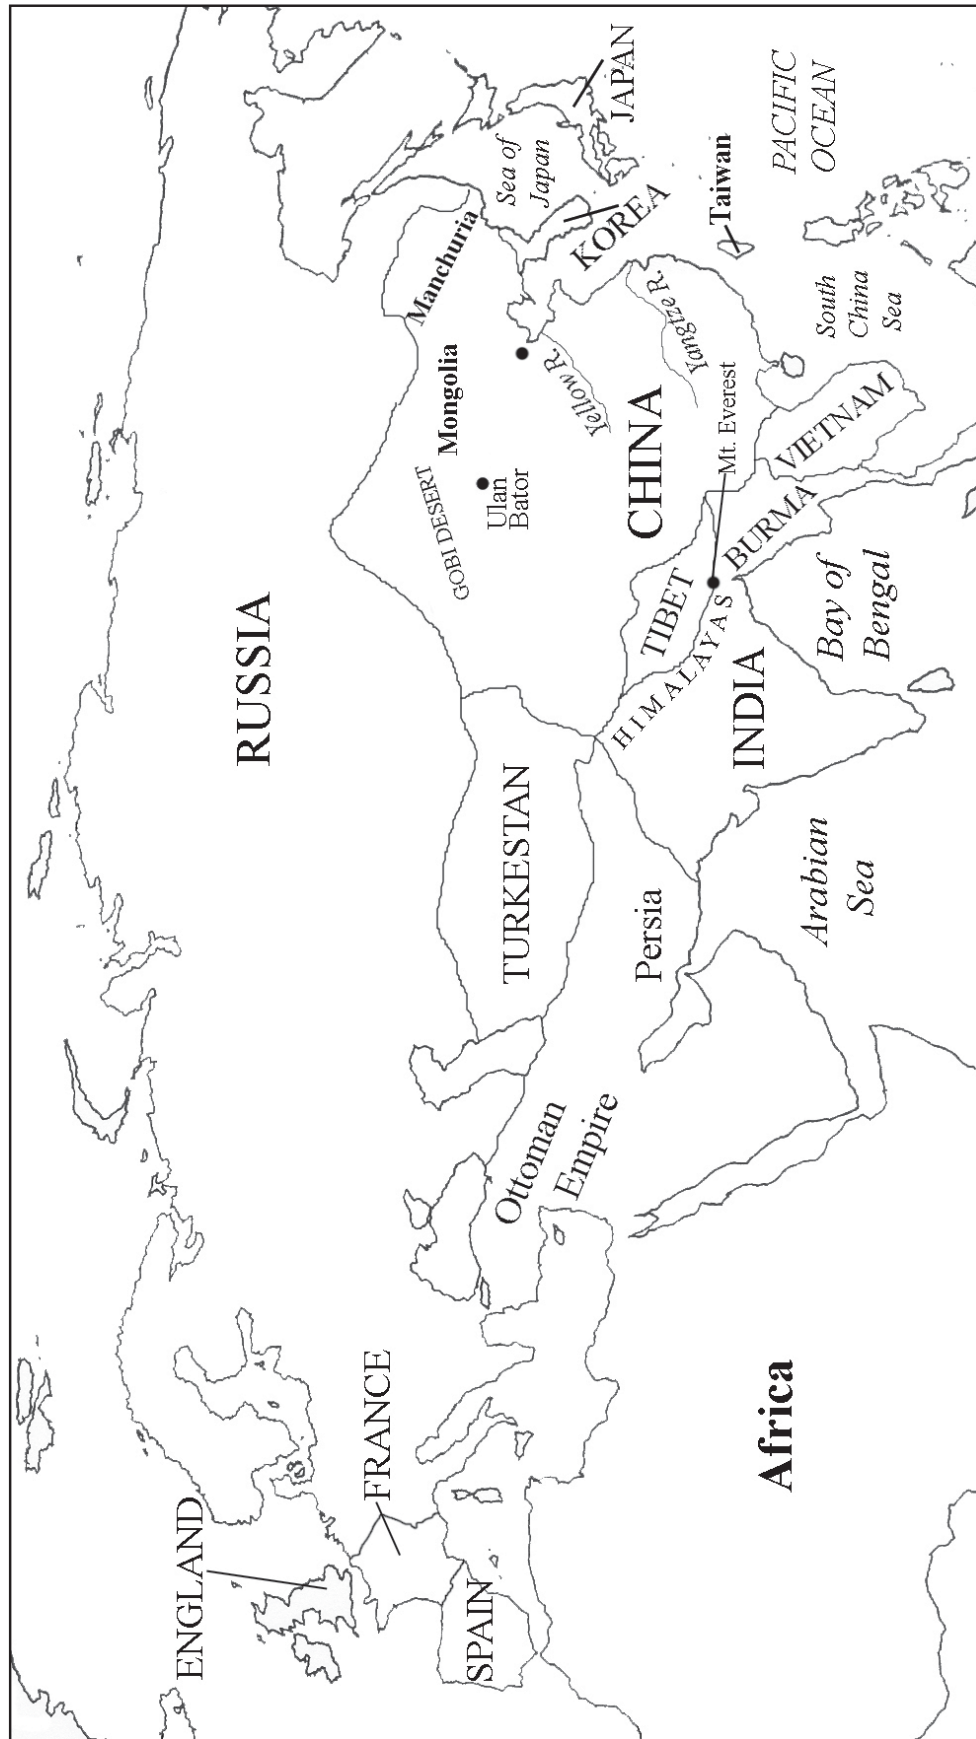 RUSSIA
ENGLAND
FRANCE
SPAIN
Africa
Ottoman
Empire
TURKESTAN
Persia
Arabian
Sea
INDIA
HIMALAYAS
TIBET
Bay of
Bengal
BURMA
Mt. Everest
VIETNAM
CHINA
GOBI DESERT
Ulan
Bator
Mongolia
Manchuria
Yellow R.
Yangtze R.
KOREA
Sea of
Japan
JAPAN
Taiwan
South
China
Sea
PACIFIC
OCEAN